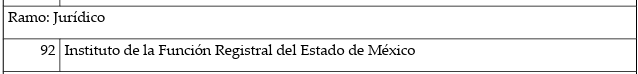 Ramo: Jurídico
92 Instituto de la Función Registral del Estado de México